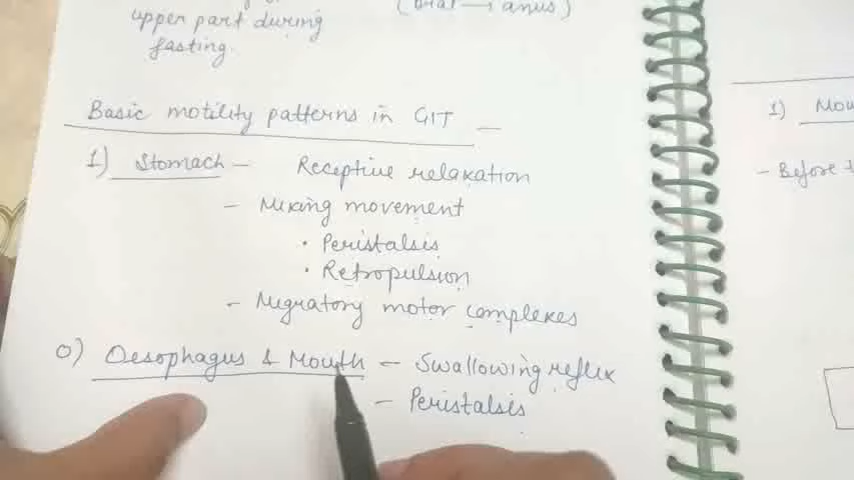 upper part during
fasting.
anus)
Basic motility patterns in GIT —
1) Stomach — Receptive relaxation
— Mixing movement
• Peristalsis
• Retropulsion
— Migratory motor complexes
0) Oesophagus & Mouth — Swallowing reflex
— Peristalsis
1)
— Before